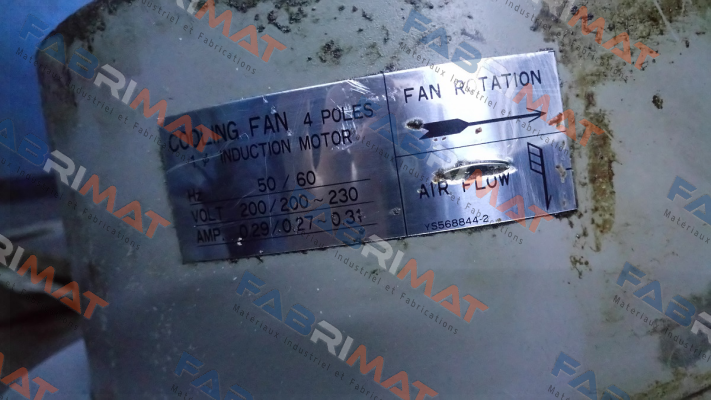 COOLING FAN 4 POLES
INDUCTION MOTOR
HZ 50 / 60
VOLT 200 / 200 ~ 230
AMP. 0.29 / 0.27 - 0.31
FAN ROTATION
AIR FLOW
YS568844-2
FABRIMAT
Materiaux Industriel et Fabrications